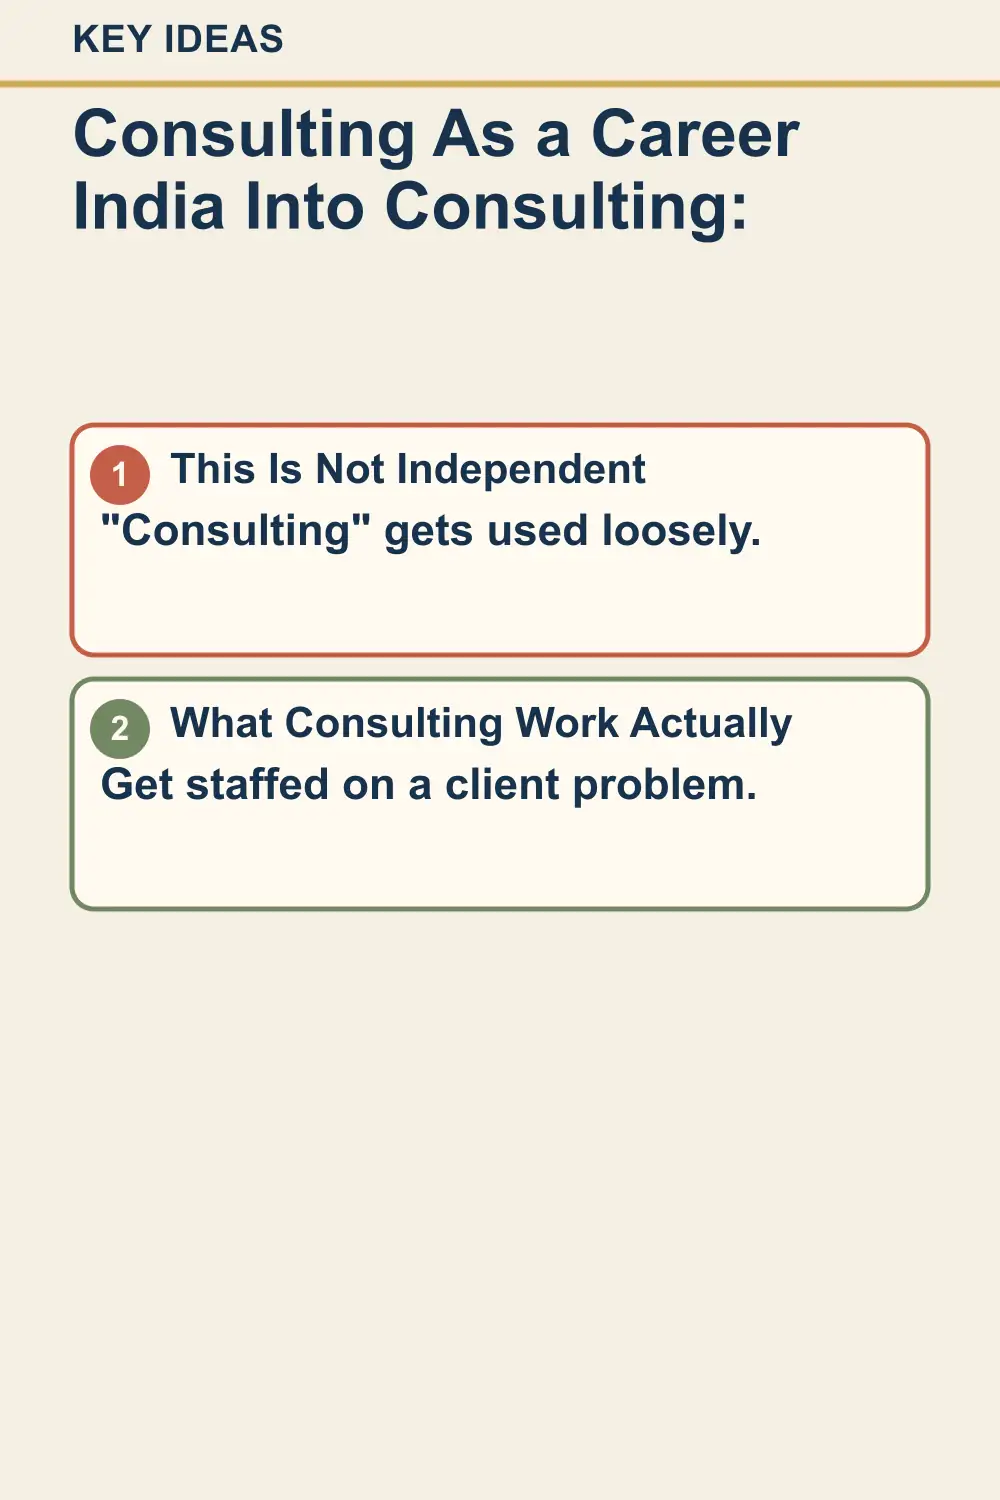 KEY IDEAS
Consulting As a Career
India Into Consulting:
1 This Is Not Independent
"Consulting" gets used loosely.
2 What Consulting Work Actually
Get staffed on a client problem.